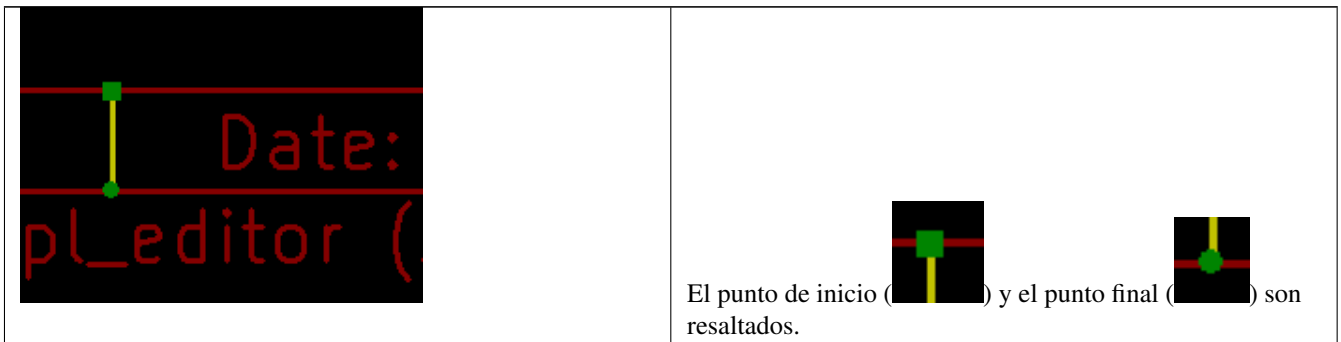 Date:
pl_editor (
El punto de inicio () y el punto final () son
resaltados.